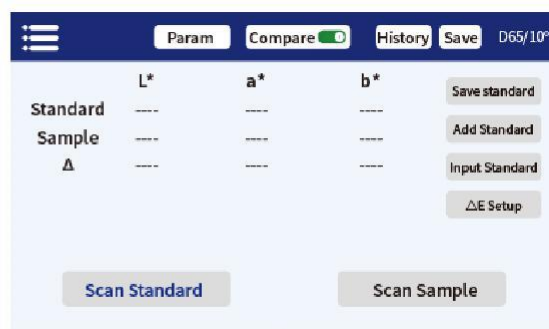 Param Compare History Save D65/10°
L* a* b*
Save standard
Standard ---- ---- ----
Add Standard
Sample ---- ---- ----
Δ ---- ---- ----
Input Standard
△E Setup
Scan Standard Scan Sample